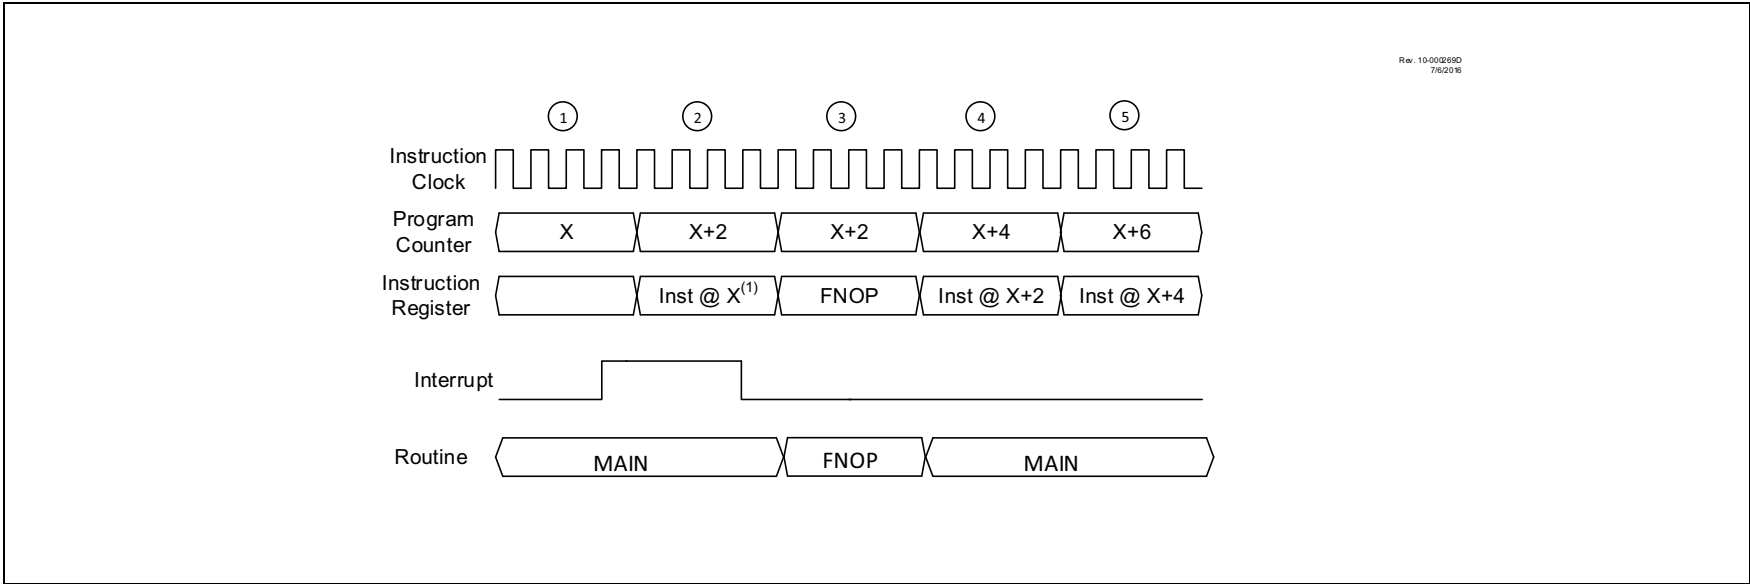 Rev. 10-000269D
7/6/2016
1 2 3 4 5
Instruction
Clock
Program
Counter
X X+2 X+2 X+4 X+6
Instruction
Register
Inst @ X(1) FNOP Inst @ X+2 Inst @ X+4
Interrupt
Routine
MAIN FNOP MAIN